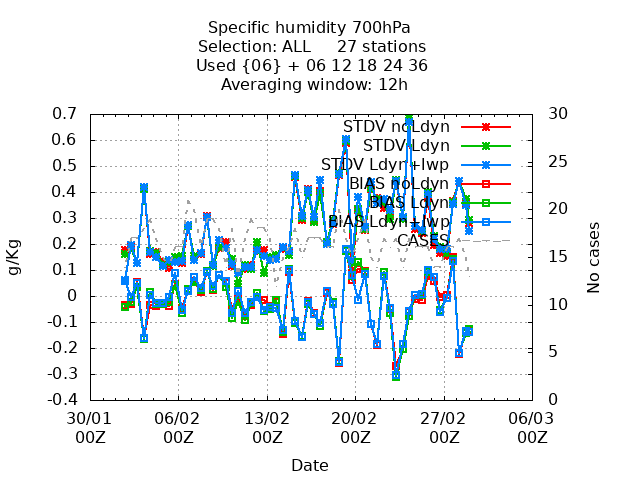 Specific humidity 700hPa
Selection: ALL 27 stations
Used {06} + 06 12 18 24 36
Averaging window: 12h
0.7
0.6
0.5
0.4
0.3
0.2
0.1
0
-0.1
-0.2
-0.3
-0.4
g/Kg
30
25
20
15
10
5
0
No cases
STDV noLdyn
STDV Ldyn
STDV Ldyn+lwp
BIAS noLdyn
BIAS Ldyn
BIAS Ldyn+lwp
CASES
30/01 06/02 13/02 20/02 27/02 06/03
00Z 00Z 00Z 00Z 00Z 00Z
Date